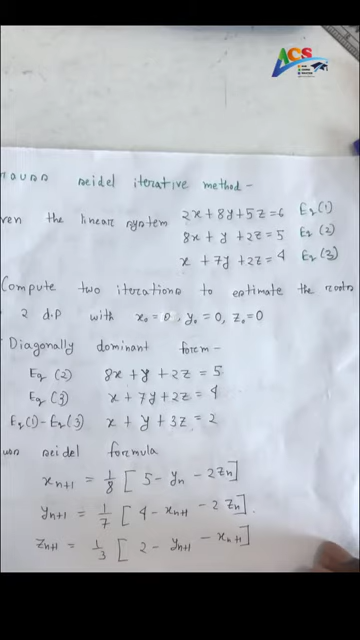 ACS
seidel iterative method -
the linear system 2x + 8y + 5z = 6 Eq (1)
8x + y + 2z = 5 Eq (2)
x + 7y + 2z = 4 Eq (3)
Compute two iterations to estimate the roots
2 d.p with x₀ = 0, y₀ = 0, z₀ = 0
Diagonally dominant form -
Eq (2) 8x + y + 2z = 5
Eq (3) x + 7y + 2z = 4
Eq (1) - Eq (3) x + y + 3z = 2
seidel formula
xₙ₊₁ = 1/8 [ 5 - yₙ - 2zₙ ]
yₙ₊₁ = 1/7 [ 4 - xₙ₊₁ - 2zₙ ].
zₙ₊₁ = 1/3 [ 2 - yₙ₊₁ - xₙ₊₁ ]